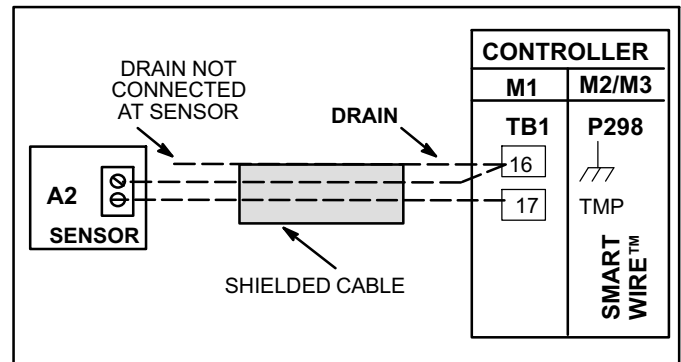 DRAIN NOT
CONNECTED
AT SENSOR
DRAIN
A2
SENSOR
SHIELDED CABLE
CONTROLLER
M1 M2/M3
TB1 P298
16
17 TMP
SMART
WIRE™